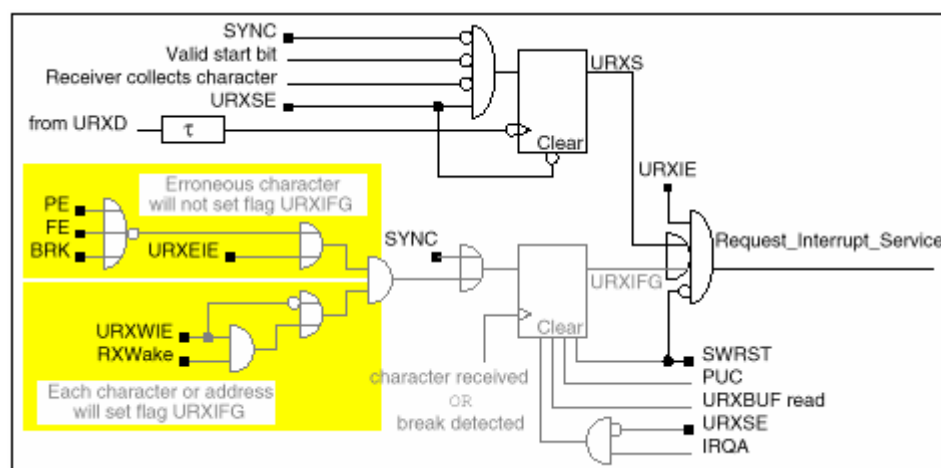 SYNC
Valid start bit
Receiver collects character
URXSE
from URXD
τ
URXS
Clear
URXIE
Erroneous character
will not set flag URXIFG
PE
FE
BRK
URXEIE
SYNC
Request_Interrupt_Service
URXIFG
Clear
URXWIE
RXWake
Each character or address
will set flag URXIFG
character received
OR
break detected
SWRST
PUC
URXBUF read
URXSE
IRQA